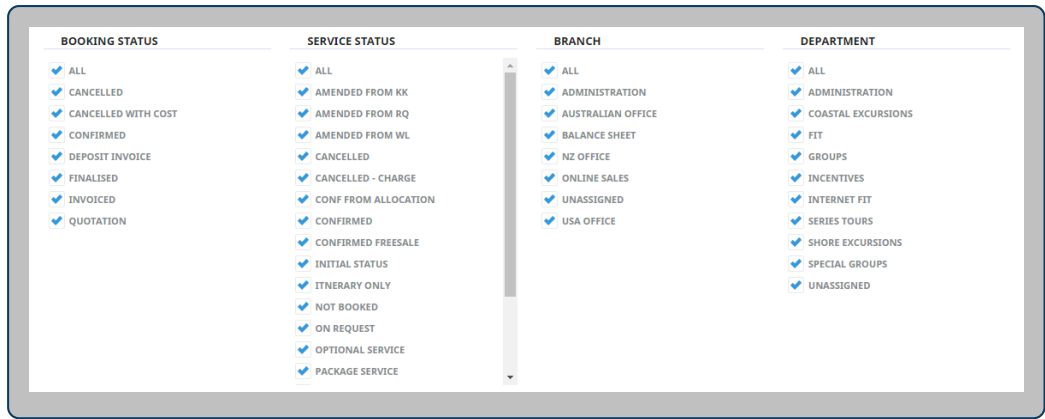 BOOKING STATUS
ALL
CANCELLED
CANCELLED WITH COST
CONFIRMED
DEPOSIT INVOICE
FINALISED
INVOICED
QUOTATION
SERVICE STATUS
ALL
AMENDED FROM KK
AMENDED FROM RQ
AMENDED FROM WL
CANCELLED
CANCELLED - CHARGE
CONF FROM ALLOCATION
CONFIRMED
CONFIRMED FREESALE
INITIAL STATUS
ITNERARY ONLY
NOT BOOKED
ON REQUEST
OPTIONAL SERVICE
PACKAGE SERVICE
BRANCH
ALL
ADMINISTRATION
AUSTRALIAN OFFICE
BALANCE SHEET
NZ OFFICE
ONLINE SALES
UNASSIGNED
USA OFFICE
DEPARTMENT
ALL
ADMINISTRATION
COASTAL EXCURSIONS
FIT
GROUPS
INCENTIVES
INTERNET FIT
SERIES TOURS
SHORE EXCURSIONS
SPECIAL GROUPS
UNASSIGNED